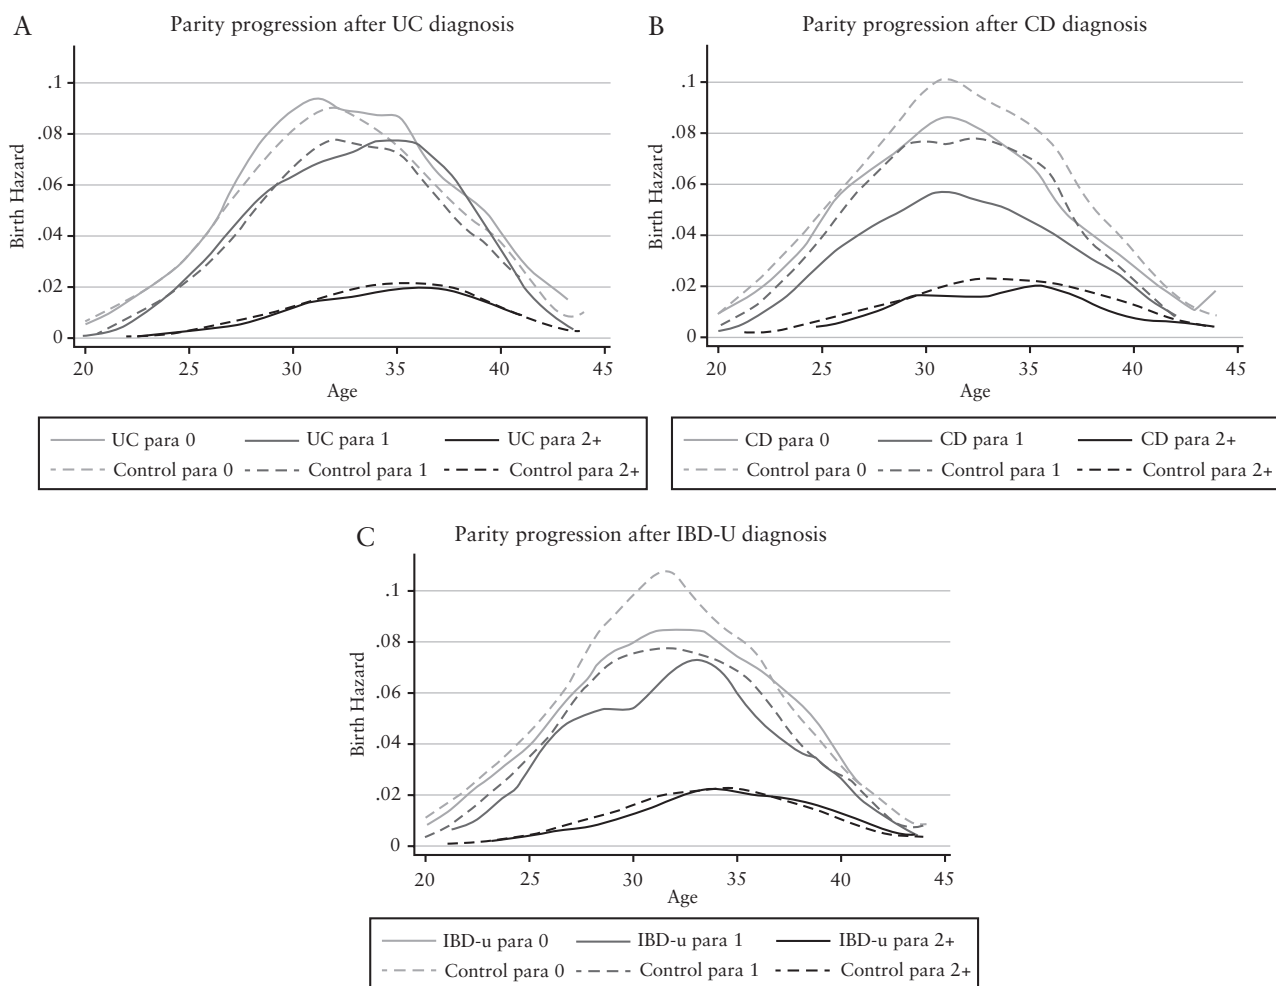 A
Parity progression after UC diagnosis
.1
.08
.06
.04
.02
0
Birth Hazard
20 25 30 35 40 45
Age
UC para 0 UC para 1 UC para 2+
Control para 0 Control para 1 Control para 2+
B
Parity progression after CD diagnosis
.1
.08
.06
.04
.02
0
Birth Hazard
20 25 30 35 40 45
Age
CD para 0 CD para 1 CD para 2+
Control para 0 Control para 1 Control para 2+
C
Parity progression after IBD-U diagnosis
.1
.08
.06
.04
.02
0
Birth Hazard
20 25 30 35 40 45
Age
IBD-u para 0 IBD-u para 1 IBD-u para 2+
Control para 0 Control para 1 Control para 2+